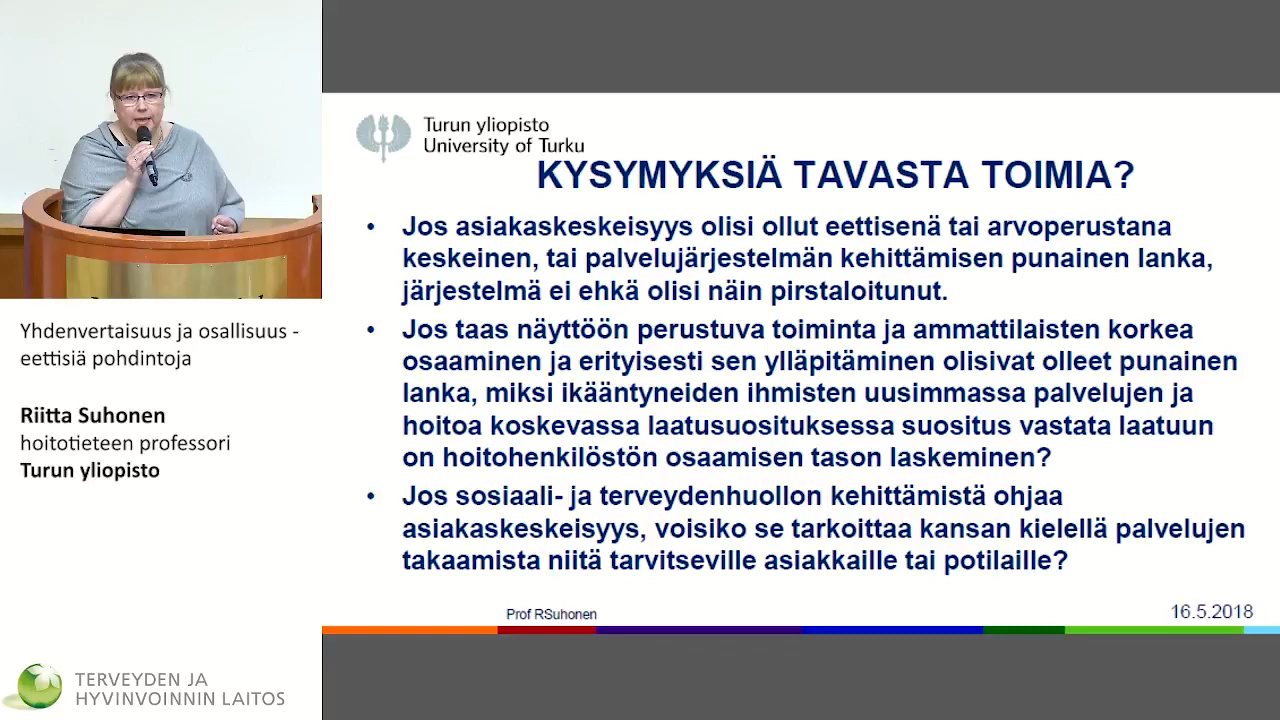 Turun yliopisto
University of Turku
KYSYMYKSIÄ TAVASTA TOIMIA?
• Jos asiakaskeskeisyys olisi ollut eettisenä tai arvoperustana
keskeinen, tai palvelujärjestelmän kehittämisen punainen lanka,
järjestelmä ei ehkä olisi näin pirstaloitunut.
• Jos taas näyttöön perustuva toiminta ja ammattilaisten korkea
osaaminen ja erityisesti sen ylläpitäminen olisivat olleet punainen
lanka, miksi ikääntyneiden ihmisten uusimmassa palvelujen ja
hoitoa koskevassa laatusuosituksessa suositus vastata laatuun
on hoitohenkilöstön osaamisen tason laskeminen?
• Jos sosiaali- ja terveydenhuollon kehittämistä ohjaa
asiakaskeskeisyys, voisiko se tarkoittaa kansan kielellä palvelujen
takaamista niitä tarvitseville asiakkaille tai potilaille?
Prof RSuhonen
16.5.2018
Yhdenvertaisuus ja osallisuus -
eettisiä pohdintoja
Riitta Suhonen
hoitotieteen professori
Turun yliopisto
TERVEYDEN JA
HYVINVOINNIN LAITOS